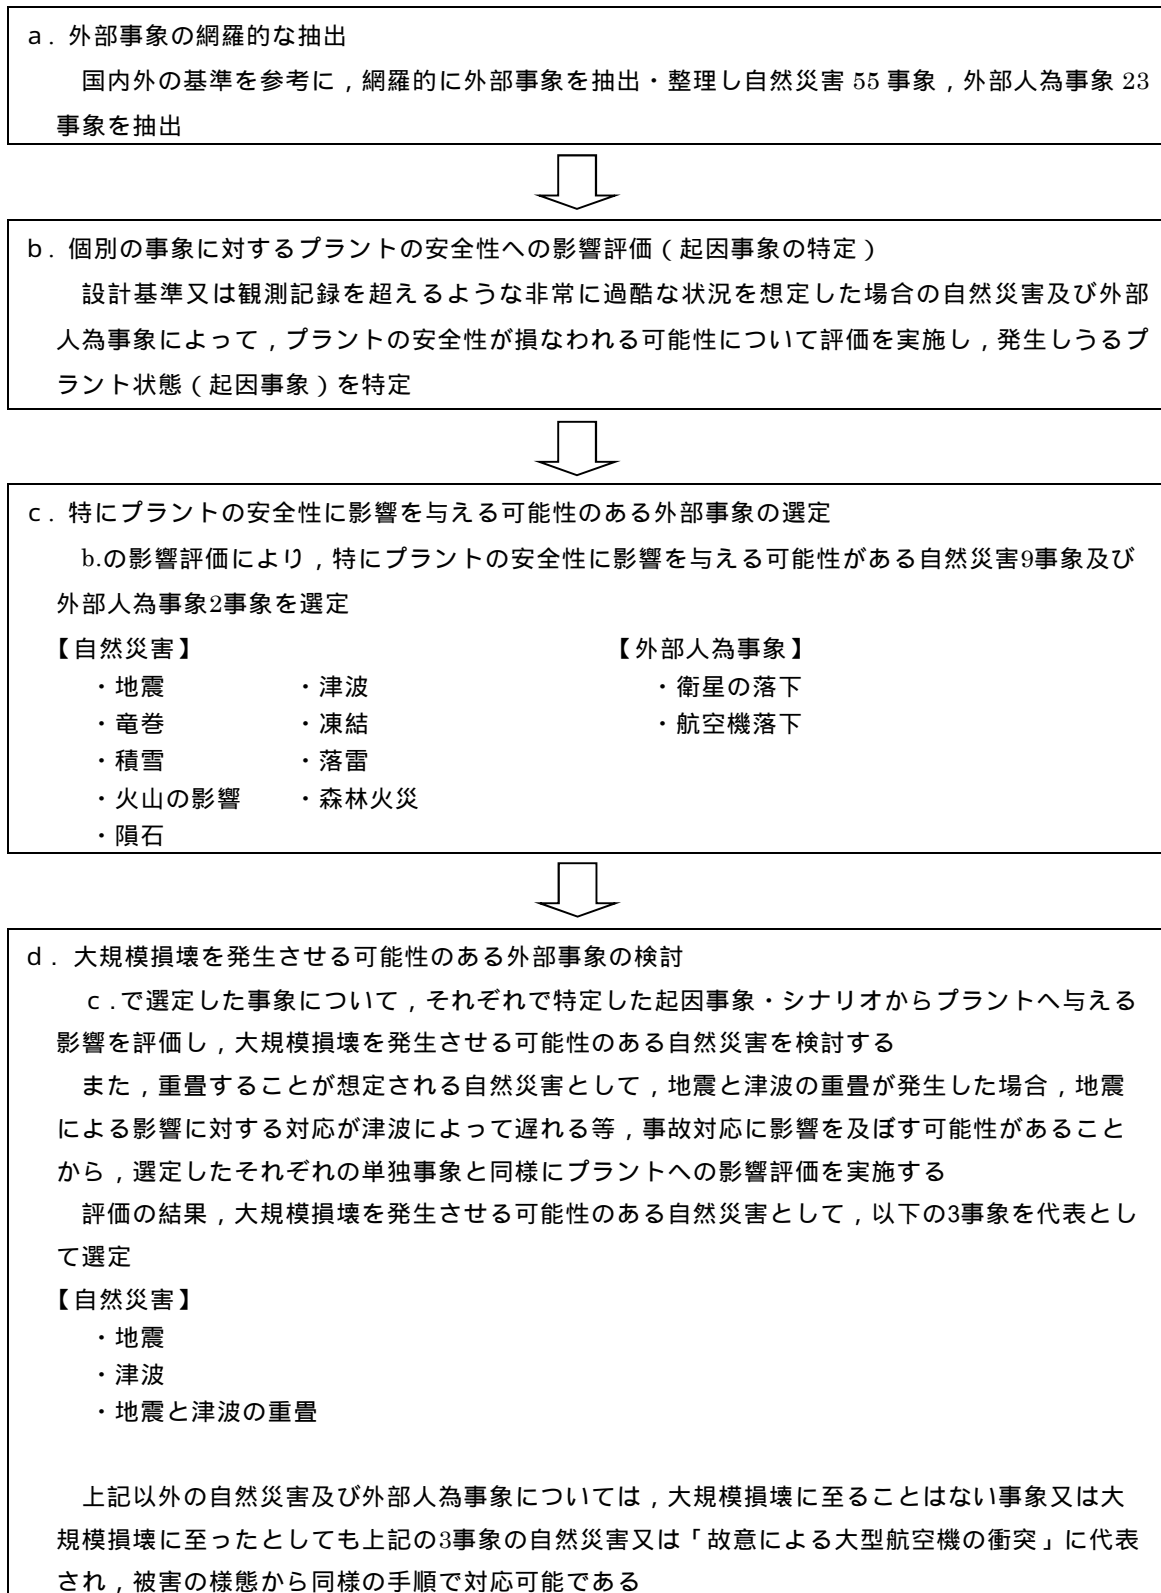 a．外部事象の網羅的な抽出
国内外の基準を参考に，網羅的に外部事象を抽出・整理し自然災害 55 事象，外部人為事象 23
事象を抽出
b．個別の事象に対するプラントの安全性への影響評価（起因事象の特定）
設計基準又は観測記録を超えるような非常に過酷な状況を想定した場合の自然災害及び外部
人為事象によって，プラントの安全性が損なわれる可能性について評価を実施し，発生しうるプ
ラント状態（起因事象）を特定
c．特にプラントの安全性に影響を与える可能性のある外部事象の選定
b.の影響評価により，特にプラントの安全性に影響を与える可能性がある自然災害9事象及び
外部人為事象2事象を選定
【自然災害】 【外部人為事象】
・地震 ・津波 ・衛星の落下
・竜巻 ・凍結 ・航空機落下
・積雪 ・落雷
・火山の影響 ・森林火災
・隕石
d．大規模損壊を発生させる可能性のある外部事象の検討
c．で選定した事象について，それぞれで特定した起因事象・シナリオからプラントへ与える
影響を評価し，大規模損壊を発生させる可能性のある自然災害を検討する
また，重畳することが想定される自然災害として，地震と津波の重畳が発生した場合，地震
による影響に対する対応が津波によって遅れる等，事故対応に影響を及ぼす可能性があること
から，選定したそれぞれの単独事象と同様にプラントへの影響評価を実施する
評価の結果，大規模損壊を発生させる可能性のある自然災害として，以下の3事象を代表とし
て選定
【自然災害】
・地震
・津波
・地震と津波の重畳
上記以外の自然災害及び外部人為事象については，大規模損壊に至ることはない事象又は大
規模損壊に至ったとしても上記の3事象の自然災害又は「故意による大型航空機の衝突」に代表
され，被害の様態から同様の手順で対応可能である